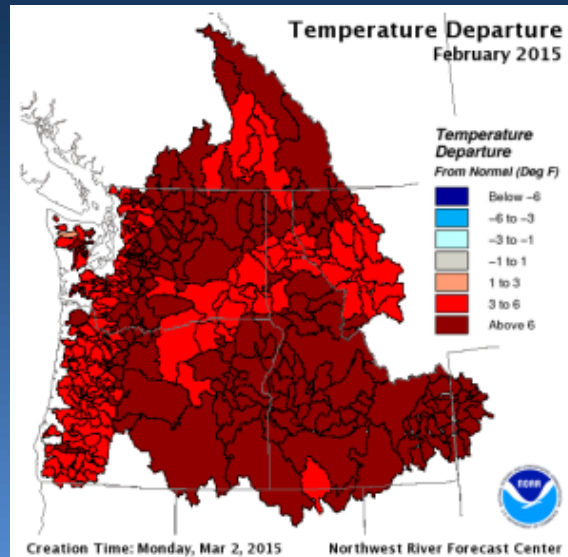 Temperature Departure
February 2015
Temperature
Departure
From Normal (Deg F)
Below -6
-6 to -3
-3 to -1
-1 to 1
1 to 3
3 to 6
Above 6
NOAA
Creation Time: Monday, Mar 2, 2015
Northwest River Forecast Center